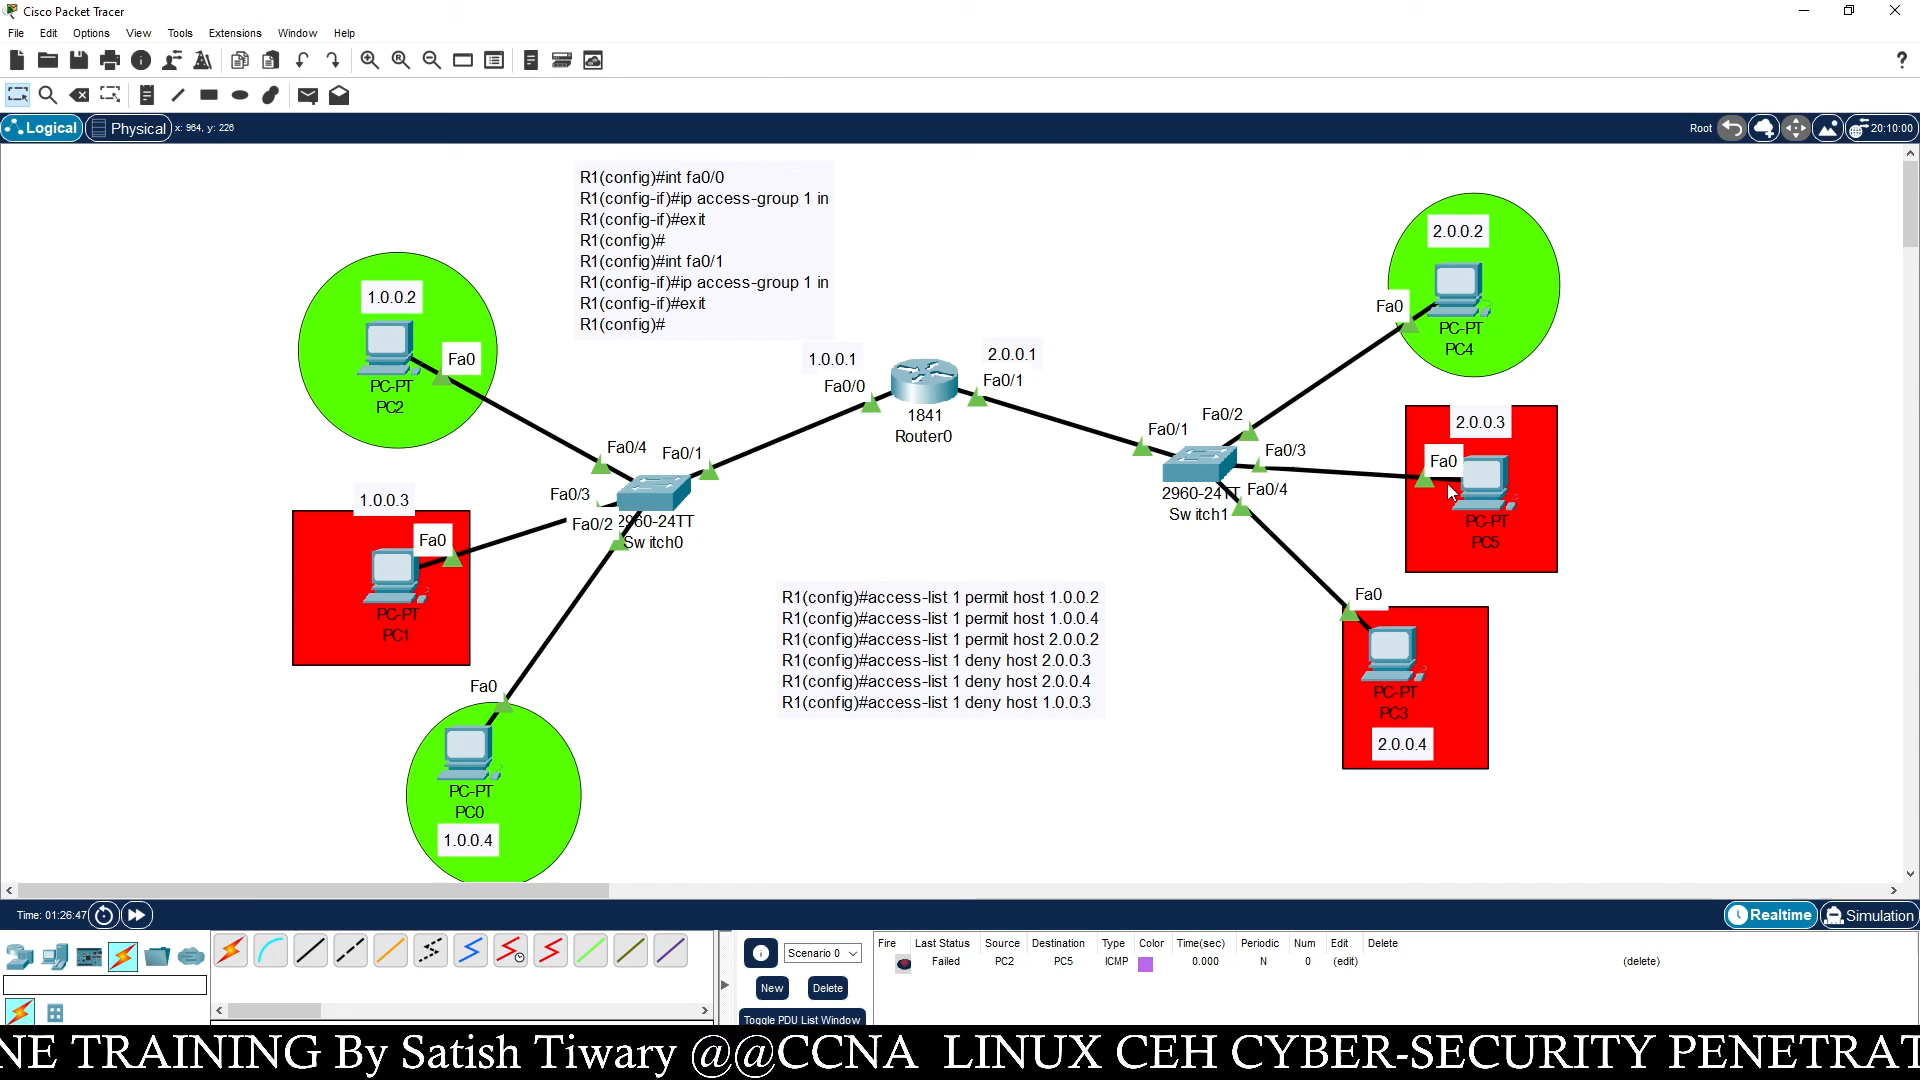 Cisco Packet Tracer
File Edit Options View Tools Extensions Window Help
Logical Physical x: 964, y: 226 Root 20:10:00
R1(config)#int fa0/0
R1(config-if)#ip access-group 1 in
R1(config-if)#exit
R1(config)#
R1(config)#int fa0/1
R1(config-if)#ip access-group 1 in
R1(config-if)#exit
R1(config)#
1.0.0.2
Fa0
PC-PT
PC2
1.0.0.3
Fa0
PC-PT
PC1
Fa0
PC-PT
PC0
1.0.0.4
Fa0/4
Fa0/1
Fa0/3
Fa0/2
2960-24TT
Switch0
1.0.0.1
Fa0/0
2.0.0.1
Fa0/1
1841
Router0
Fa0/1
Fa0/2
Fa0/3
Fa0/4
2960-24TT
Switch1
2.0.0.2
Fa0
PC-PT
PC4
2.0.0.3
Fa0
PC-PT
PC5
Fa0
PC-PT
PC3
2.0.0.4
R1(config)#access-list 1 permit host 1.0.0.2
R1(config)#access-list 1 permit host 1.0.0.4
R1(config)#access-list 1 permit host 2.0.0.2
R1(config)#access-list 1 deny host 2.0.0.3
R1(config)#access-list 1 deny host 2.0.0.4
R1(config)#access-list 1 deny host 1.0.0.3
Time: 01:26:47 Realtime Simulation
Scenario 0
New Delete
Toggle PDU List Window
Fire Last Status Source Destination Type Color Time(sec) Periodic Num Edit Delete
Failed PC2 PC5 ICMP 0.000 N 0 (edit) (delete)
NE TRAINING By Satish Tiwary @@CCNA LINUX CEH CYBER-SECURITY PENETRAT